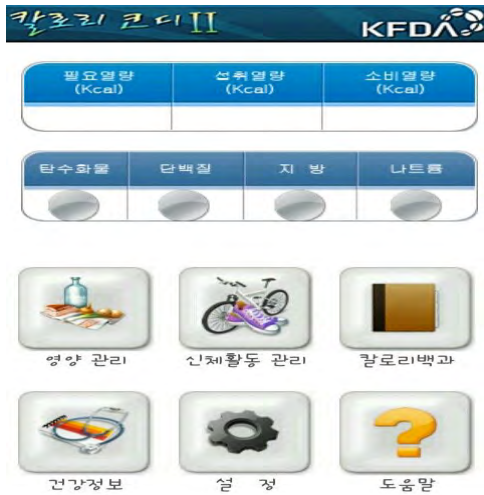 칼로리 코디II KFDA
필요열량 섭취열량 소비열량
(Kcal) (Kcal) (Kcal)
탄수화물 단백질 지 방 나트륨
영양 관리 신체활동 관리 칼로리백과
건강정보 설 정 도움말